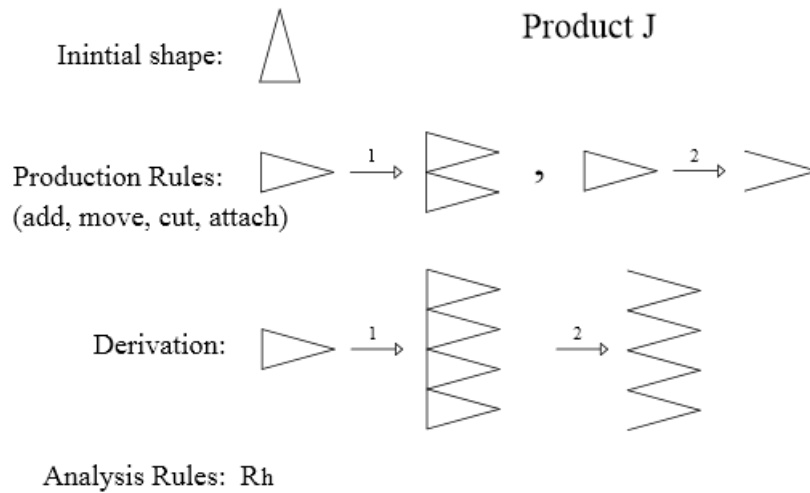 Product J
Inintial shape:
1
2
Production Rules:
,
(add, move, cut, attach)
1
2
Derivation:
Analysis Rules: Rh